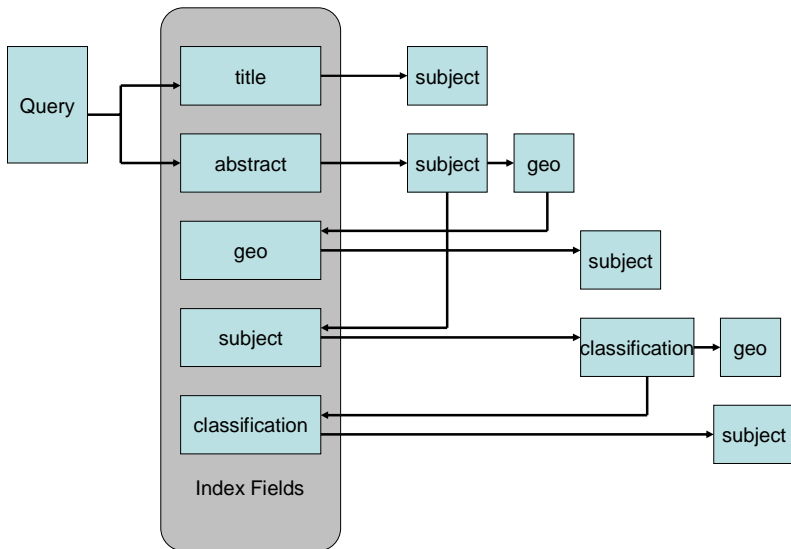 Query
title
subject
abstract
subject
geo
geo
subject
subject
classification
geo
classification
subject
Index Fields